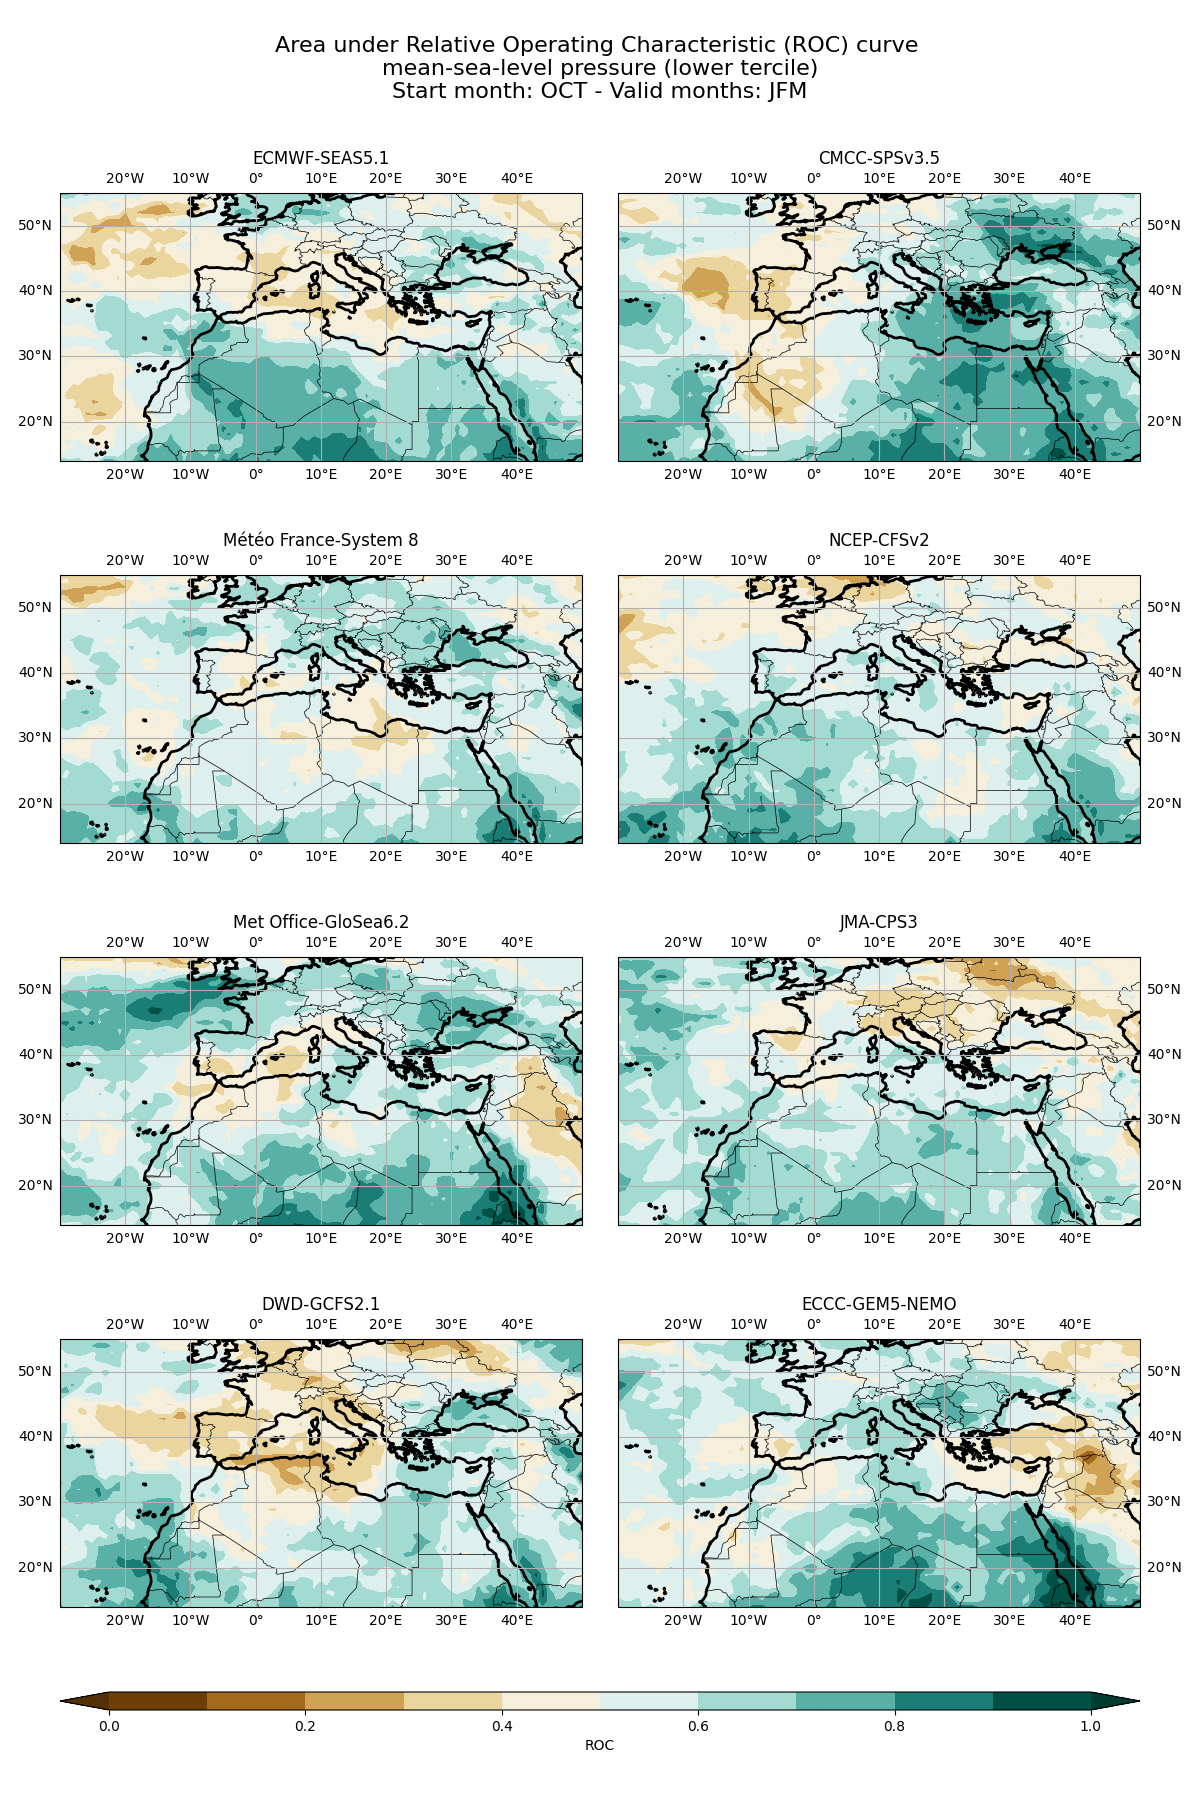 Area under Relative Operating Characteristic (ROC) curve
mean-sea-level pressure (lower tercile)
Start month: OCT - Valid months: JFM
ECMWF-SEAS5.1
CMCC-SPSv3.5
20°W 10°W 0° 10°E 20°E 30°E 40°E
20°W 10°W 0° 10°E 20°E 30°E 40°E
50°N
50°N
40°N
40°N
30°N
30°N
20°N
20°N
20°W 10°W 0° 10°E 20°E 30°E 40°E
20°W 10°W 0° 10°E 20°E 30°E 40°E
Météo France-System 8
NCEP-CFSv2
20°W 10°W 0° 10°E 20°E 30°E 40°E
20°W 10°W 0° 10°E 20°E 30°E 40°E
50°N
50°N
40°N
40°N
30°N
30°N
20°N
20°N
20°W 10°W 0° 10°E 20°E 30°E 40°E
20°W 10°W 0° 10°E 20°E 30°E 40°E
Met Office-GloSea6.2
JMA-CPS3
20°W 10°W 0° 10°E 20°E 30°E 40°E
20°W 10°W 0° 10°E 20°E 30°E 40°E
50°N
50°N
40°N
40°N
30°N
30°N
20°N
20°N
20°W 10°W 0° 10°E 20°E 30°E 40°E
20°W 10°W 0° 10°E 20°E 30°E 40°E
DWD-GCFS2.1
ECCC-GEM5-NEMO
20°W 10°W 0° 10°E 20°E 30°E 40°E
20°W 10°W 0° 10°E 20°E 30°E 40°E
50°N
50°N
40°N
40°N
30°N
30°N
20°N
20°N
20°W 10°W 0° 10°E 20°E 30°E 40°E
20°W 10°W 0° 10°E 20°E 30°E 40°E
0.0 0.2 0.4 0.6 0.8 1.0
ROC